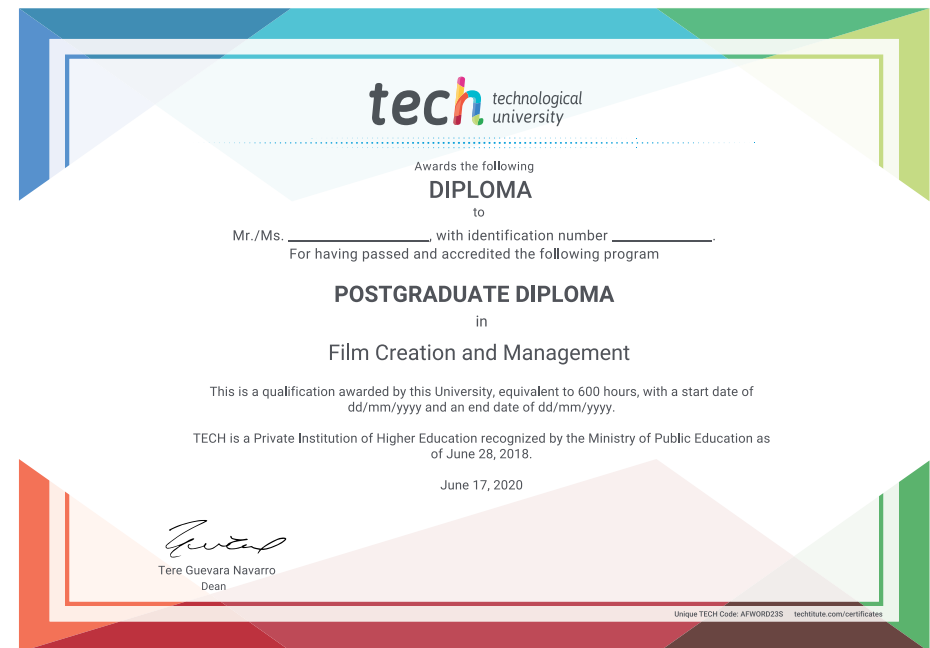 tech technological
university
Awards the following
DIPLOMA
to
Mr./Ms. ____________________, with identification number ______________.
For having passed and accredited the following program
POSTGRADUATE DIPLOMA
in
Film Creation and Management
This is a qualification awarded by this University, equivalent to 600 hours, with a start date of
dd/mm/yyyy and an end date of dd/mm/yyyy.
TECH is a Private Institution of Higher Education recognized by the Ministry of Public Education as
of June 28, 2018.
June 17, 2020
Tere Guevara Navarro
Dean
Unique TECH Code: AFWORD23S techtitute.com/certificates